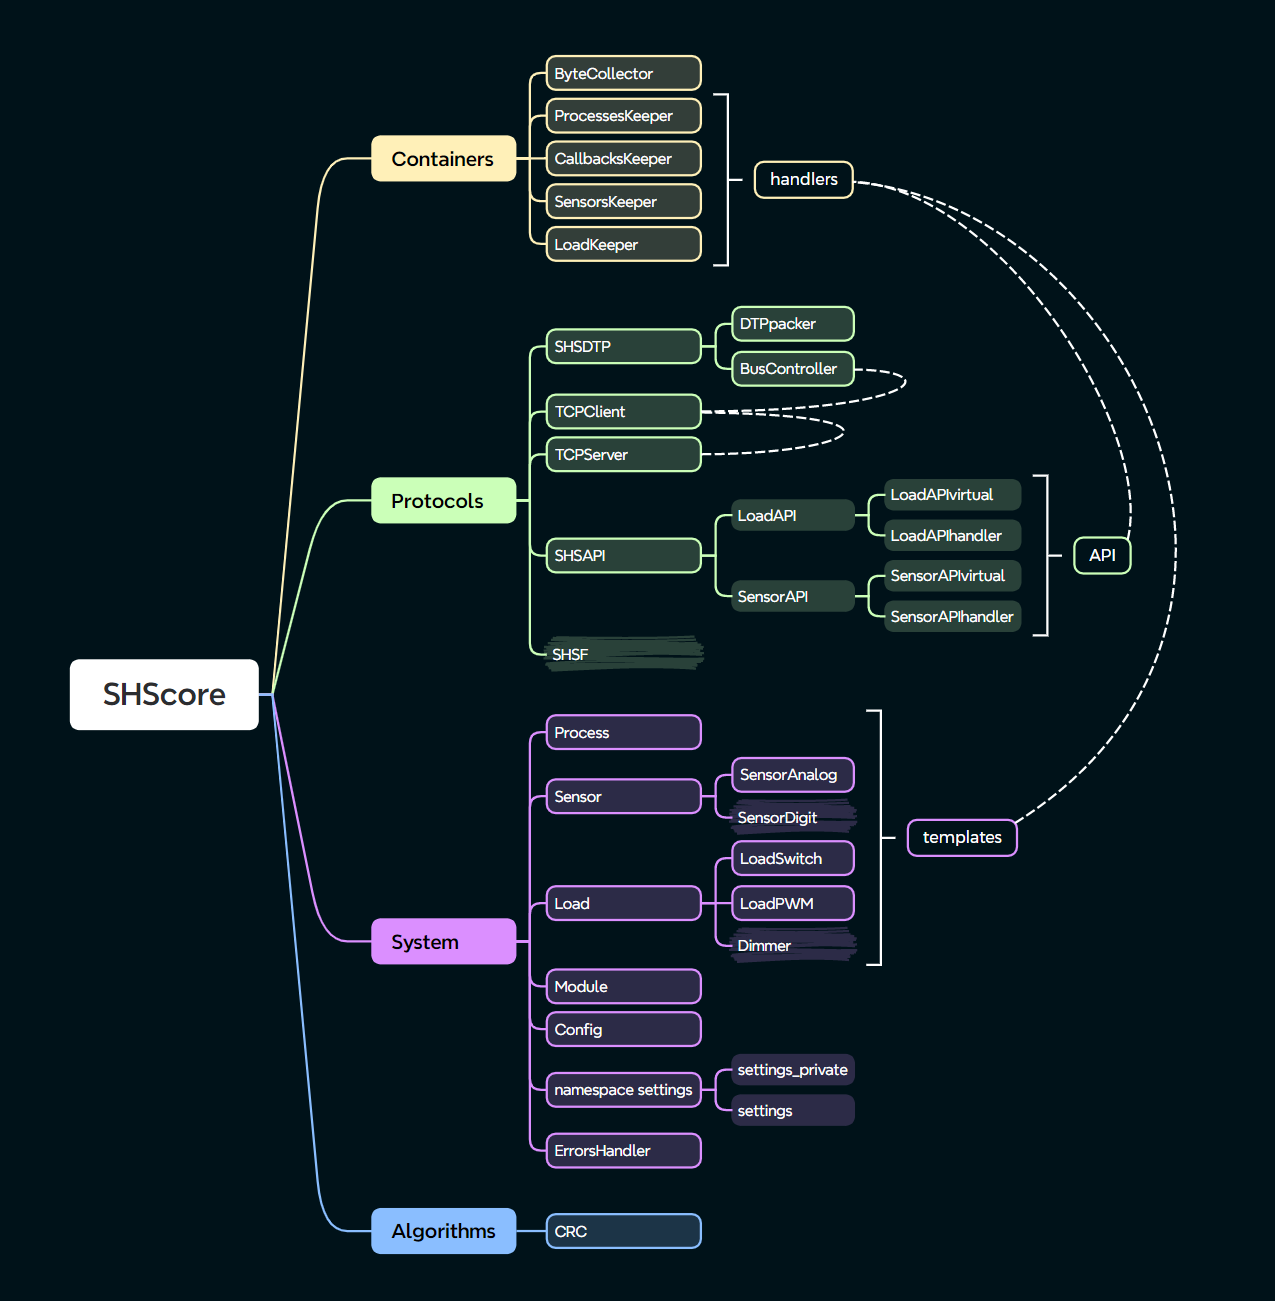 SHScore
Containers
ByteCollector
ProcessesKeeper
CallbacksKeeper
SensorsKeeper
LoadKeeper
handlers
Protocols
SHSDTP
DTPpacker
BusController
TCPClient
TCPServer
SHSAPI
LoadAPI
LoadAPIvirtual
LoadAPIhandler
SensorAPI
SensorAPIvirtual
SensorAPIhandler
API
SHSF
System
Process
Sensor
SensorAnalog
SensorDigit
Load
LoadSwitch
LoadPWM
Dimmer
templates
Module
Config
namespace settings
settings_private
settings
ErrorsHandler
Algorithms
CRC